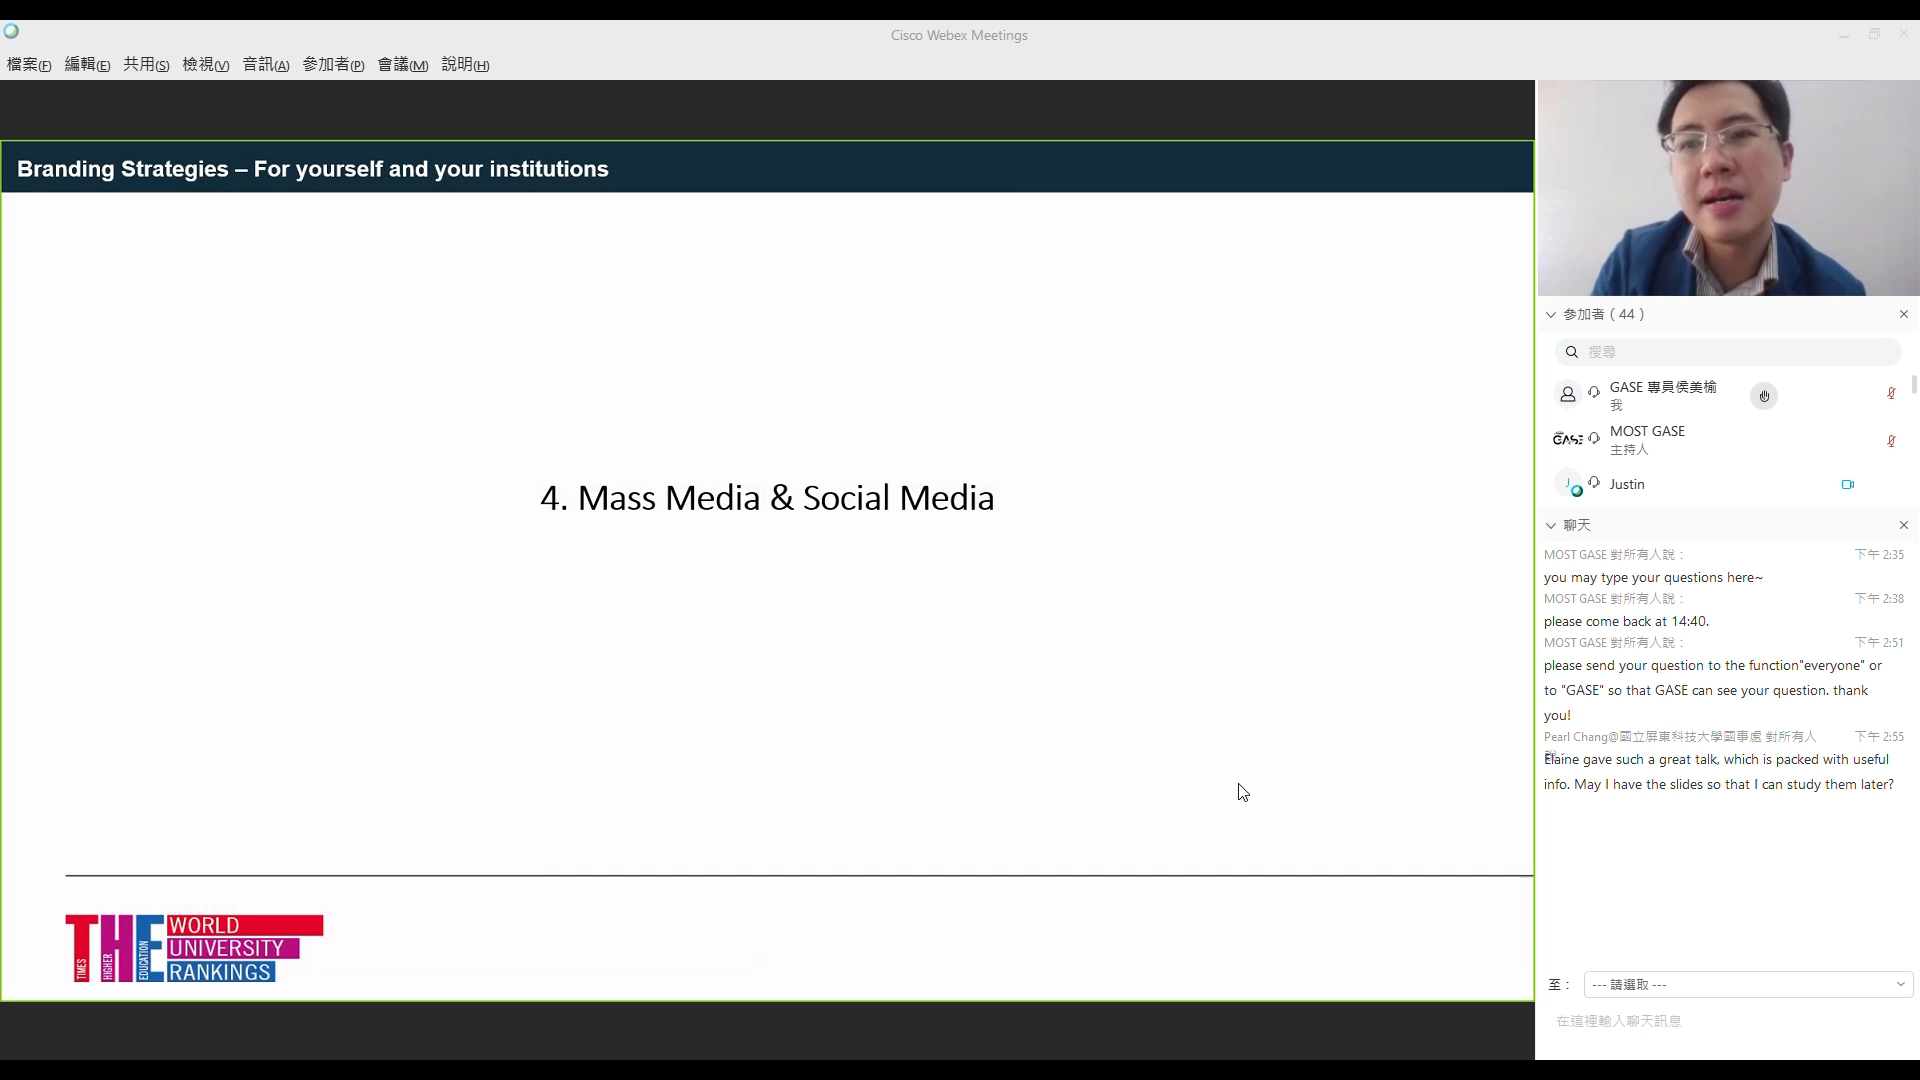 Cisco Webex Meetings
檔案(F) 編輯(E) 共用(S) 檢視(V) 音訊(A) 參加者(P) 會議(M) 說明(H)
Branding Strategies – For yourself and your institutions
4. Mass Media & Social Media
TIMES HIGHER EDUCATION
WORLD
UNIVERSITY
RANKINGS
參加者 ( 44 )
搜尋
GASE 專員侯美榆
我
GASE
MOST GASE
主持人
J
Justin
聊天
MOST GASE 對所有人說： 下午 2:35
you may type your questions here~
MOST GASE 對所有人說： 下午 2:38
please come back at 14:40.
MOST GASE 對所有人說： 下午 2:51
please send your question to the function"everyone" or
to "GASE" so that GASE can see your question. thank
you!
Pearl Chang@國立屏東科技大學國事處 對所有人 下午 2:55
Elaine gave such a great talk, which is packed with useful
info. May I have the slides so that I can study them later?
至： --- 請選取 ---
在這裡輸入聊天訊息